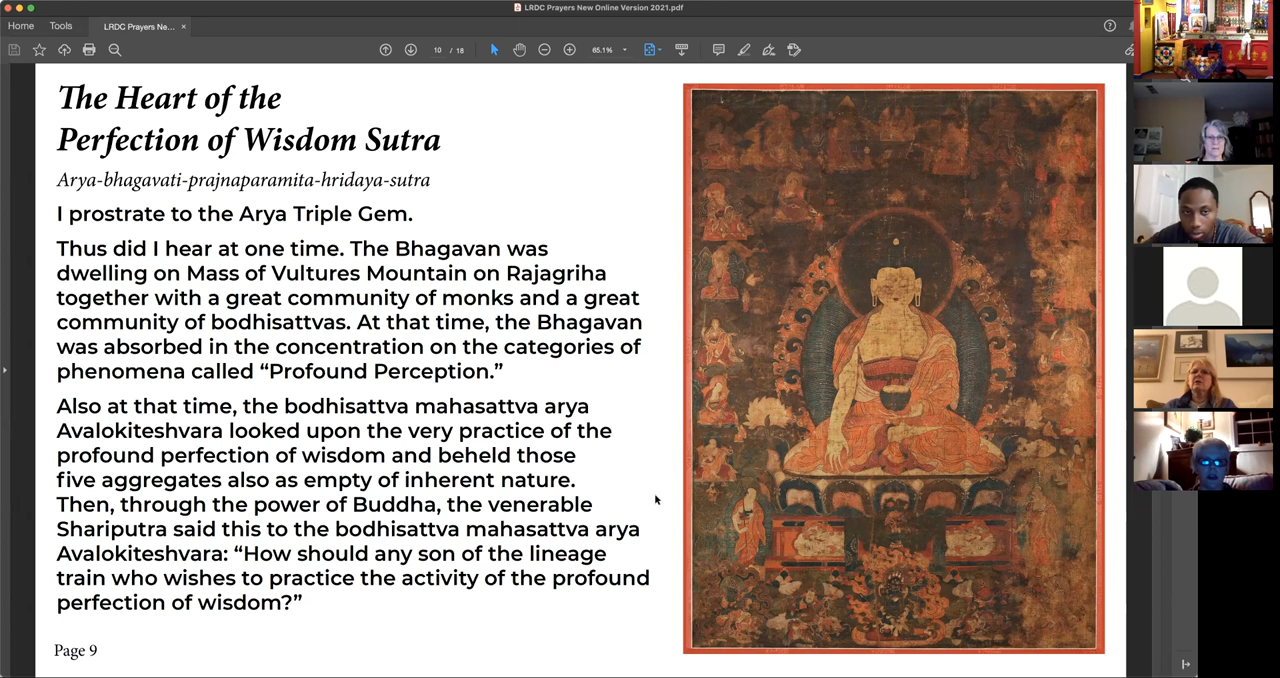 LRDC Prayers New Online Version 2021.pdf
Home Tools LRDC Prayers Ne... ×
10 / 18 65.1%
The Heart of the
Perfection of Wisdom Sutra
Arya-bhagavati-prajnaparamita-hridaya-sutra
I prostrate to the Arya Triple Gem.
Thus did I hear at one time. The Bhagavan was
dwelling on Mass of Vultures Mountain on Rajagriha
together with a great community of monks and a great
community of bodhisattvas. At that time, the Bhagavan
was absorbed in the concentration on the categories of
phenomena called “Profound Perception.”
Also at that time, the bodhisattva mahasattva arya
Avalokiteshvara looked upon the very practice of the
profound perfection of wisdom and beheld those
five aggregates also as empty of inherent nature.
Then, through the power of Buddha, the venerable
Shariputra said this to the bodhisattva mahasattva arya
Avalokiteshvara: “How should any son of the lineage
train who wishes to practice the activity of the profound
perfection of wisdom?”
Page 9